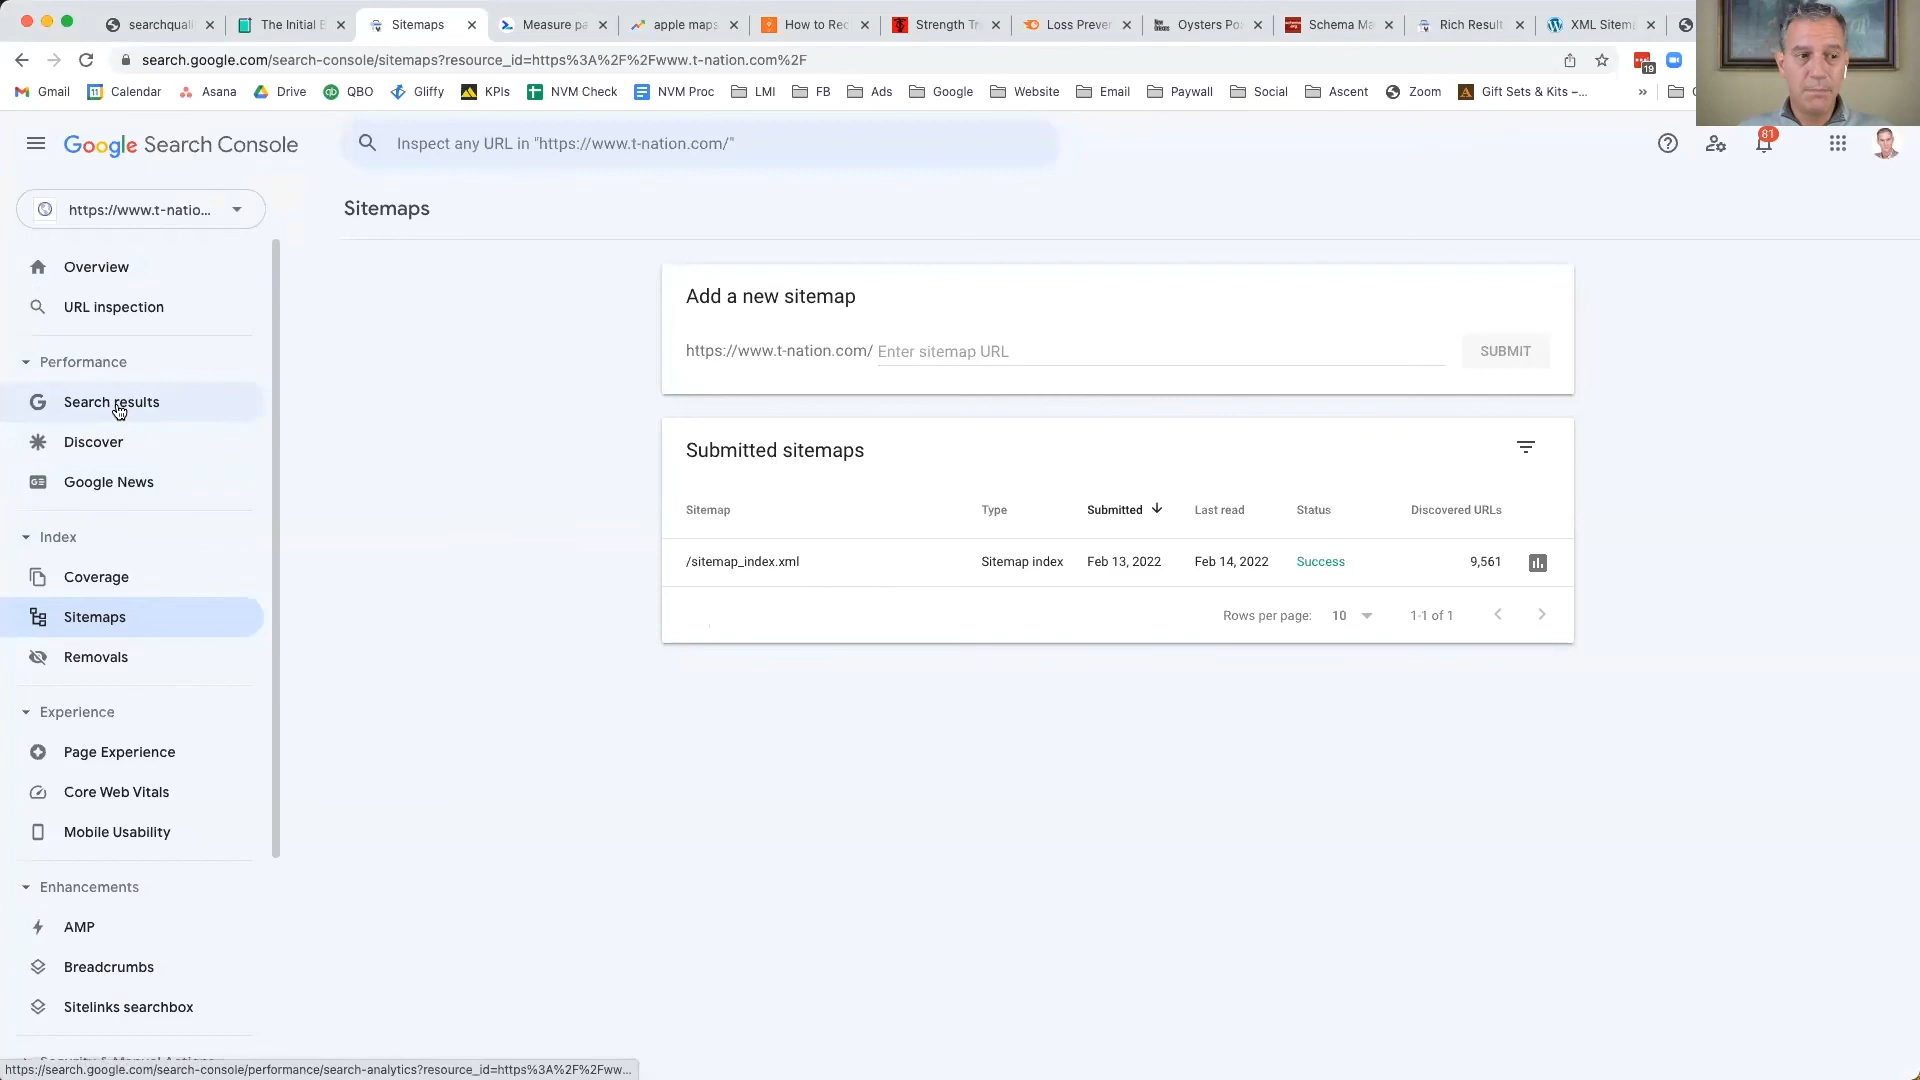 searchquali
The Initial E
Sitemaps
Measure pa
apple maps
How to Rec
Strength Tr
Loss Preven
Oysters Po
Schema Ma
Rich Result
XML Sitem
search.google.com/search-console/sitemaps?resource_id=https%3A%2F%2Fwww.t-nation.com%2F
19
Gmail
Calendar
Asana
Drive
QBO
Gliffy
KPIs
NVM Check
NVM Proc
LMI
FB
Ads
Google
Website
Email
Paywall
Social
Ascent
Zoom
Gift Sets & Kits –...
»
Google Search Console
Inspect any URL in "https://www.t-nation.com/"
81
https://www.t-natio...
Sitemaps
Overview
URL inspection
Performance
Search results
Discover
Google News
Index
Coverage
Sitemaps
Removals
Experience
Page Experience
Core Web Vitals
Mobile Usability
Enhancements
AMP
Breadcrumbs
Sitelinks searchbox
Add a new sitemap
https://www.t-nation.com/ Enter sitemap URL
SUBMIT
Submitted sitemaps
Sitemap Type Submitted Last read Status Discovered URLs
/sitemap_index.xml Sitemap index Feb 13, 2022 Feb 14, 2022 Success 9,561
Rows per page: 10 1-1 of 1
https://search.google.com/search-console/performance/search-analytics?resource_id=https%3A%2F%2Fww...